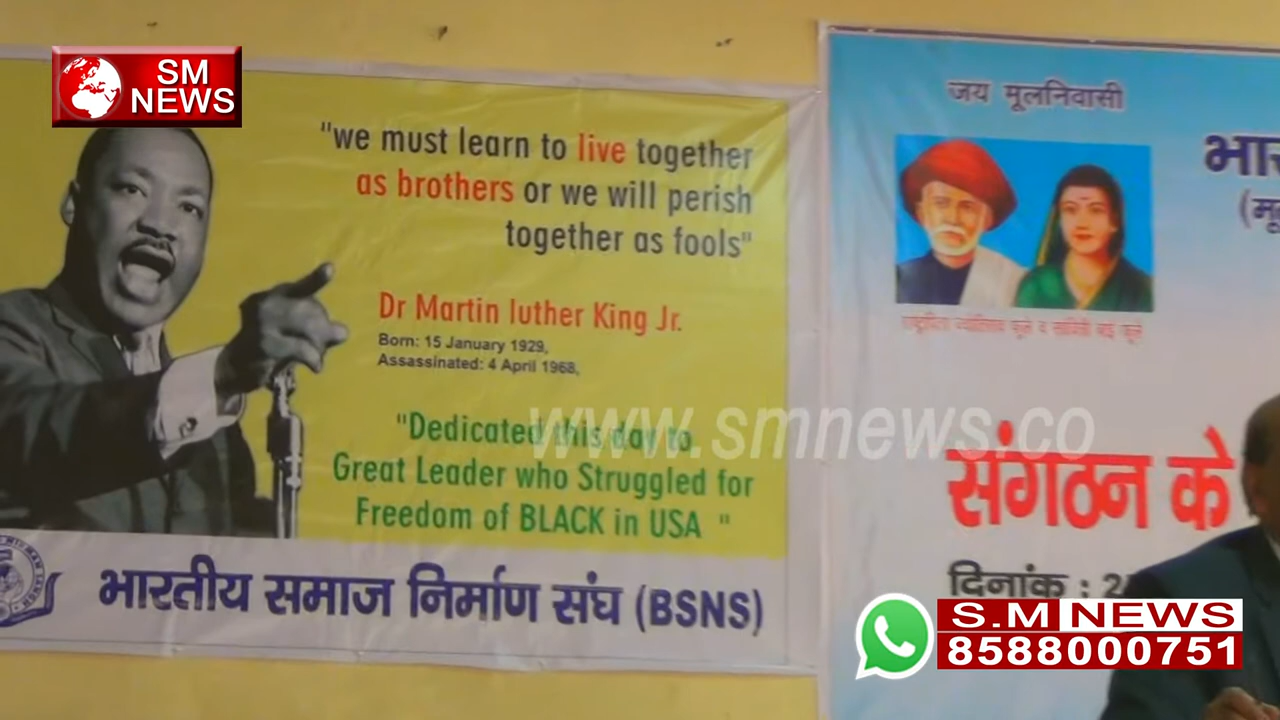 SM
NEWS
"we must learn to live together
as brothers or we will perish
together as fools"
Dr Martin luther King Jr.
Born: 15 January 1929,
Assassinated: 4 April 1968,
"Dedicated this day to
Great Leader who Struggled for
Freedom of BLACK in USA "
भारतीय समाज निर्माण संघ (BSNS)
जय मूलनिवासी
राष्ट्रपिता ज्योतिराव फुले व सावित्री बाई फुले
संगठन के
दिनांक : 2
www.smnews.co
S.M NEWS
8588000751